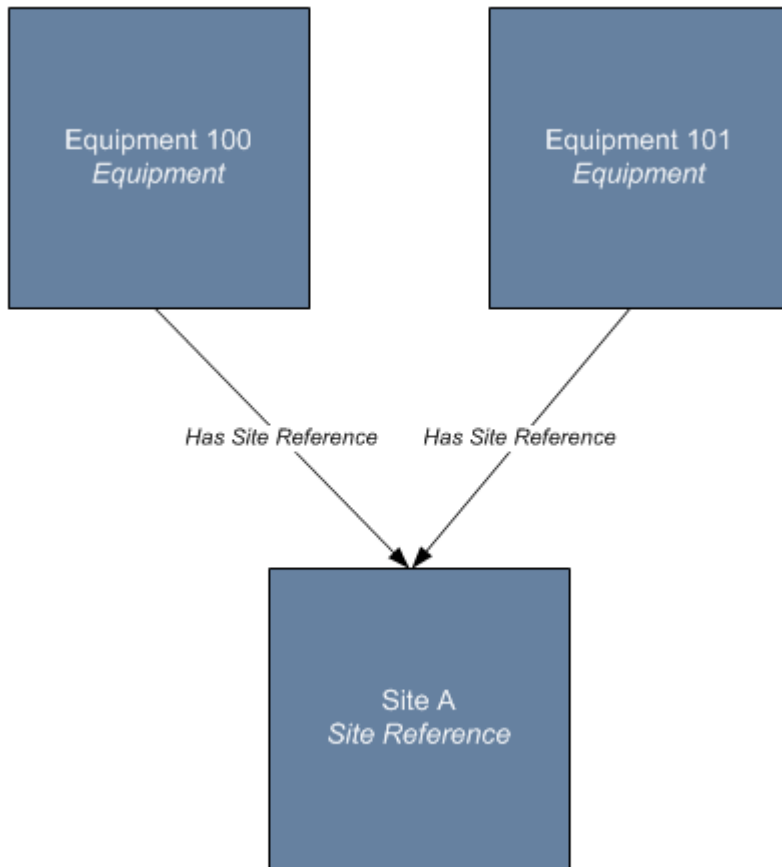 Equipment 100
Equipment
Equipment 101
Equipment
Has Site Reference
Has Site Reference
Site A
Site Reference